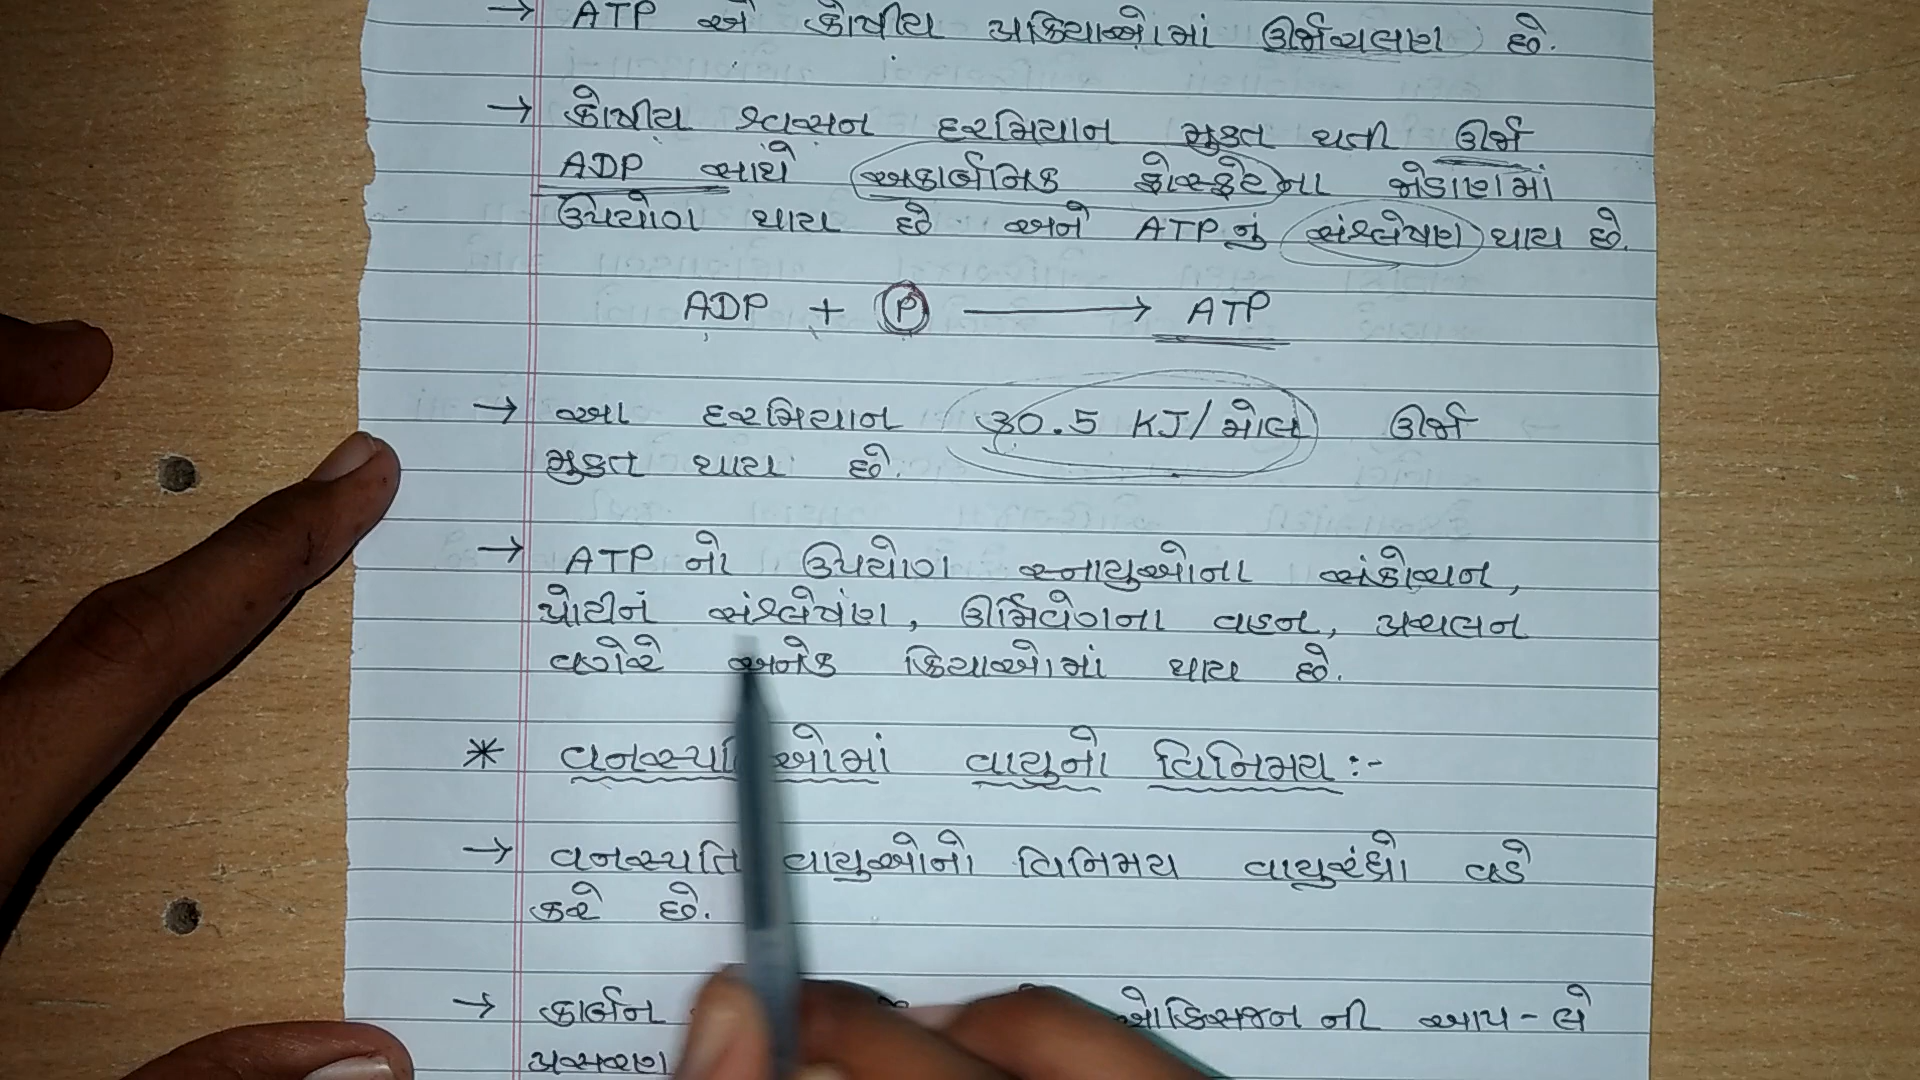 → ATP એ કોષીય પ્રક્રિયાઓમાં ઊર્જાચલણ છે.
→ કોષીય શ્વસન દરમિયાન મુક્ત થતી ઊર્જા
ADP સાથે અકાર્બનિક ફોસ્ફેટના જોડાણમાં
ઉપયોગ થાય છે અને ATP નું સંશ્લેષણ થાય છે.
ADP + P ⟶ ATP
→ આ દરમિયાન 30.5 KJ/મોલ ઊર્જા
મુક્ત થાય છે.
→ ATP નો ઉપયોગ સ્નાયુઓના સંકોચન,
પ્રોટીનં સંશ્લેષણ, ઊર્મિવેગના વહન, પ્રચલન
વગેરે અનેક ક્રિયાઓમાં થાય છે.
* વનસ્પતિઓમાં વાયુનો વિનિમય :-
→ વનસ્પતિ વાયુઓનો વિનિમય વાયુરંધ્રો વડે
કરે છે.
→ કાર્બન ઓક્સિજન ની આપ-લે
પ્રસરણ